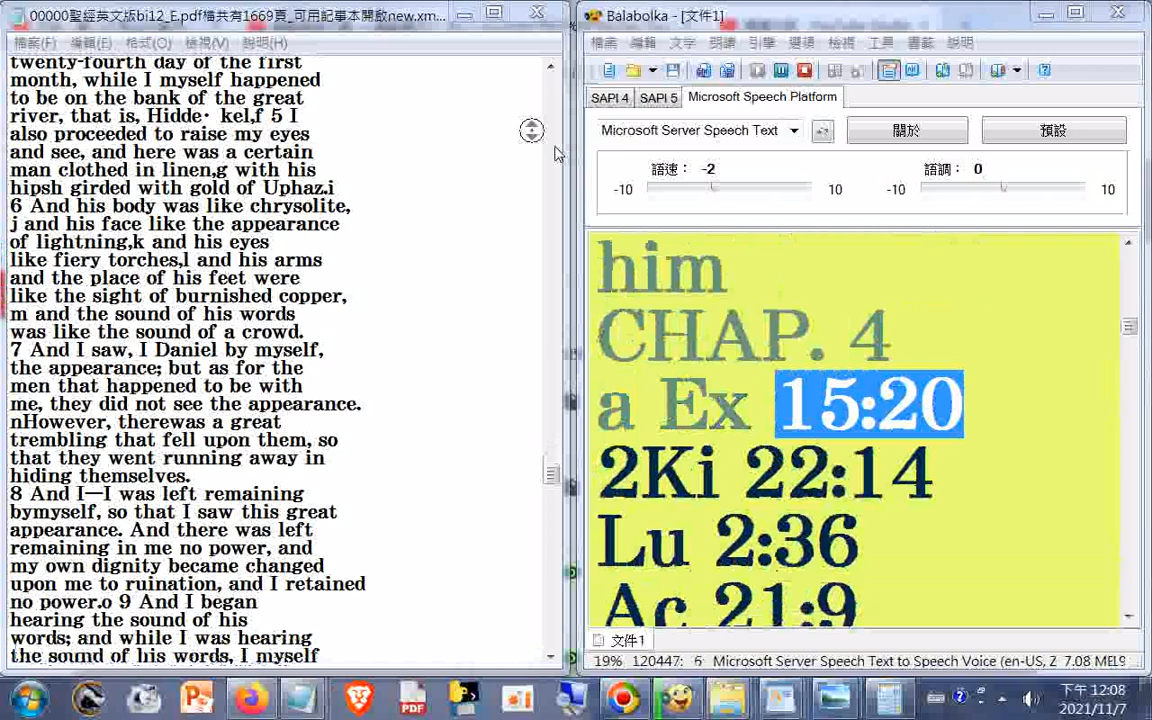 00000聖經英文版bi12_E.pdf檔共有1669頁_可用記事本開啟new.xm...
檔案(F) 編輯(E) 格式(O) 檢視(V) 說明(H)
twenty-fourth day of the first
month, while I myself happened
to be on the bank of the great
river, that is, Hidde· kel,f 5 I
also proceeded to raise my eyes
and see, and here was a certain
man clothed in linen,g with his
hipsh girded with gold of Uphaz.i
6 And his body was like chrysolite,
j and his face like the appearance
of lightning,k and his eyes
like fiery torches,l and his arms
and the place of his feet were
like the sight of burnished copper,
m and the sound of his words
was like the sound of a crowd.
7 And I saw, I Daniel by myself,
the appearance; but as for the
men that happened to be with
me, they did not see the appearance.
nHowever, therewas a great
trembling that fell upon them, so
that they went running away in
hiding themselves.
8 And I—I was left remaining
bymyself, so that I saw this great
appearance. And there was left
remaining in me no power, and
my own dignity became changed
upon me to ruination, and I retained
no power.o 9 And I began
hearing the sound of his
words; and while I was hearing
the sound of his words, I myself
Balabolka - [文件1]
檔案 編輯 文字 朗讀 引擎 選項 檢視 工具 書籤 說明
SAPI 4 SAPI 5 Microsoft Speech Platform
Microsoft Server Speech Text 關於 預設
語速： -2 語調： 0
-10 10 -10 10
him
CHAP. 4
a Ex 15:20
2Ki 22:14
Lu 2:36
Ac 21:9
文件1
19% 120447: 6 Microsoft Server Speech Text to Speech Voice (en-US, Z 7.08 MB
PDF
下午 12:08
2021/11/7